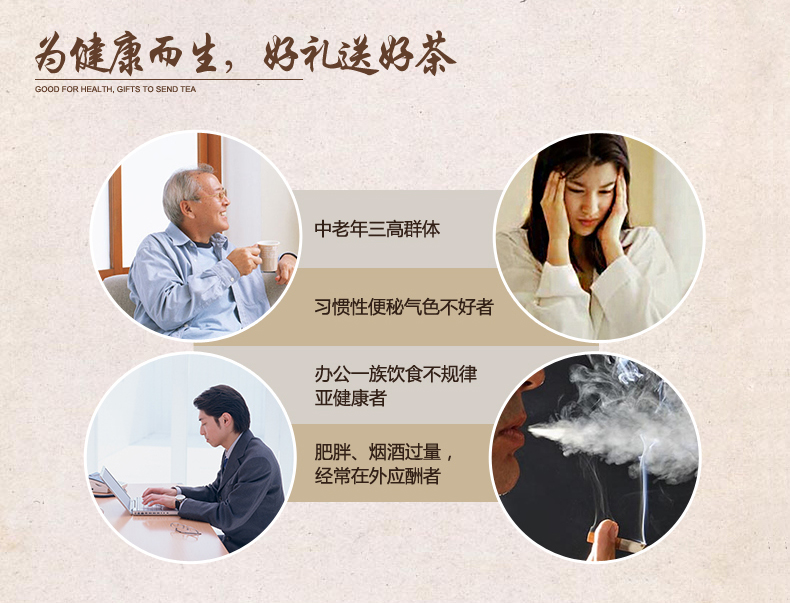 为健康而生，好礼送好茶
GOOD FOR HEALTH, GIFTS TO SEND TEA
中老年三高群体
习惯性便秘气色不好者
办公一族饮食不规律
亚健康者
肥胖、烟酒过量，
经常在外应酬者